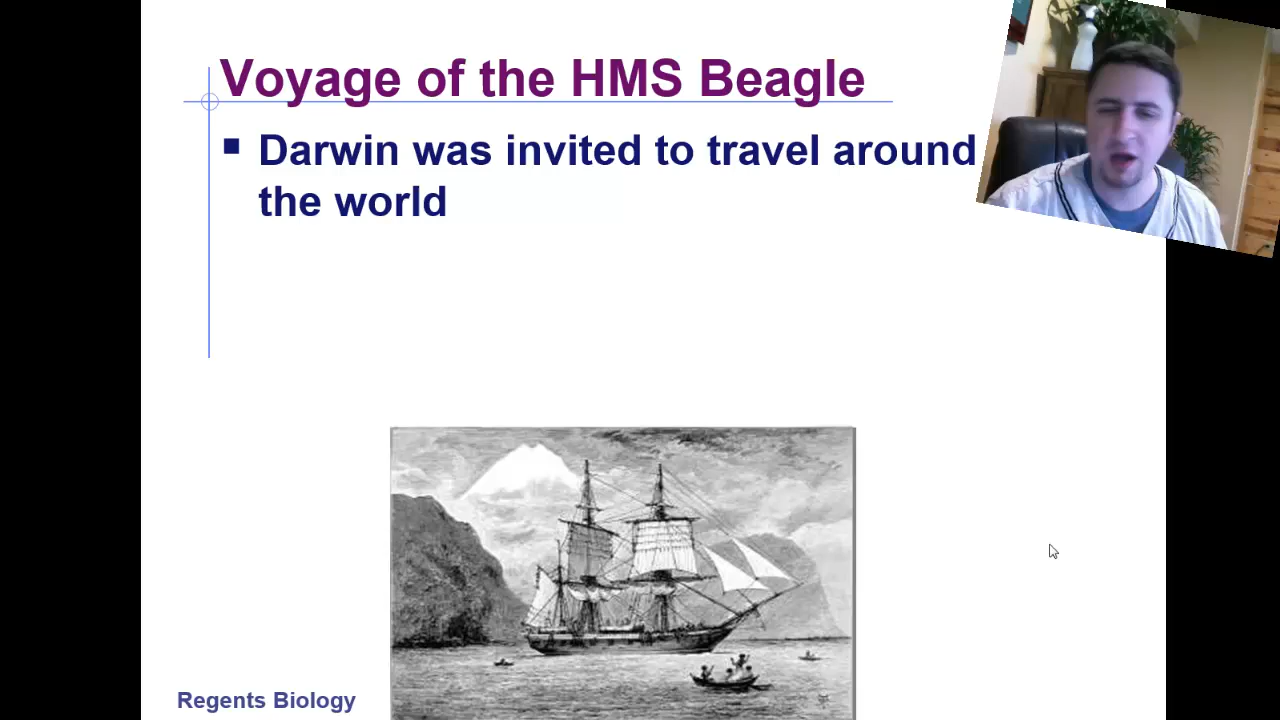 Voyage of the HMS Beagle
Darwin was invited to travel around
the world
Regents Biology